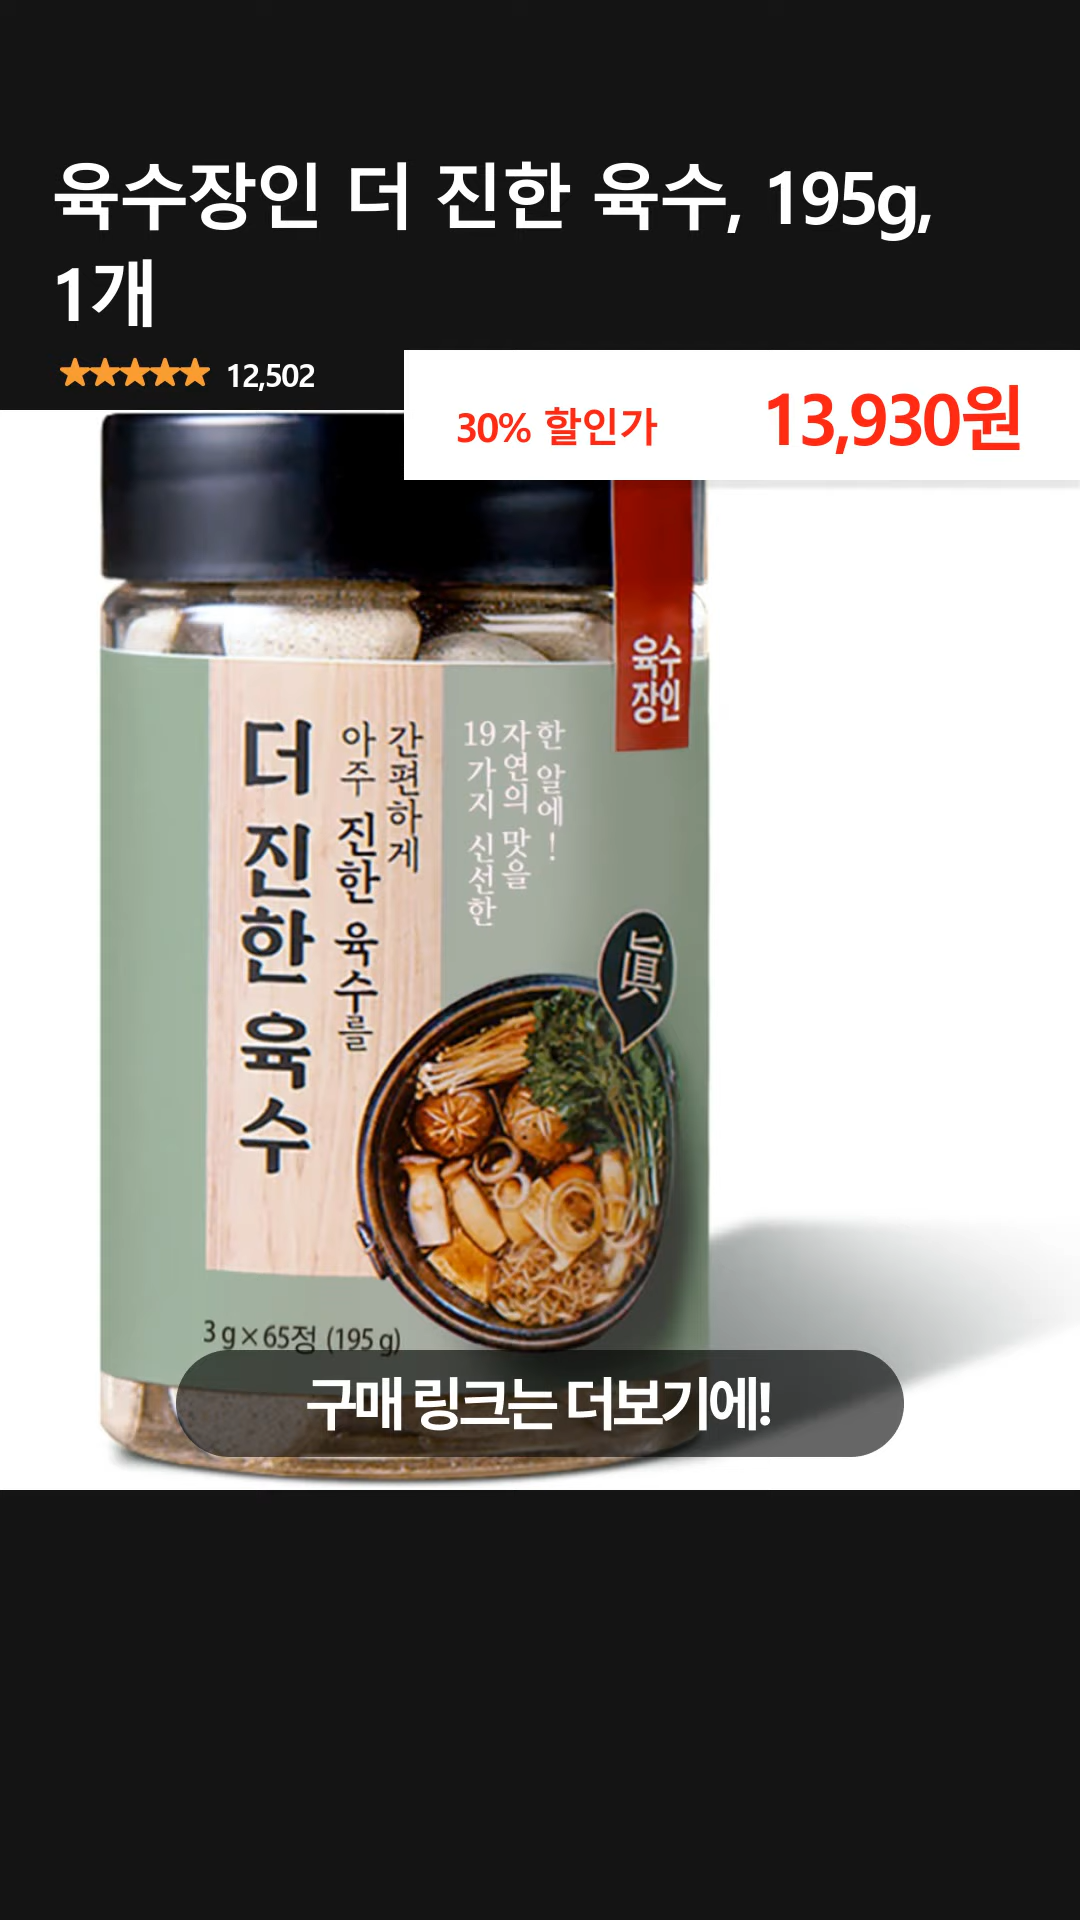 육수장인 더 진한 육수, 195g,
1개
12,502
30% 할인가
13,930원
육수
장인
한 알에!
자연의 맛을
19가지 신선한
간편하게
아주 진한 육수를
더 진한 육수
眞
3g×65정 (195g)
구매 링크는 더보기에!